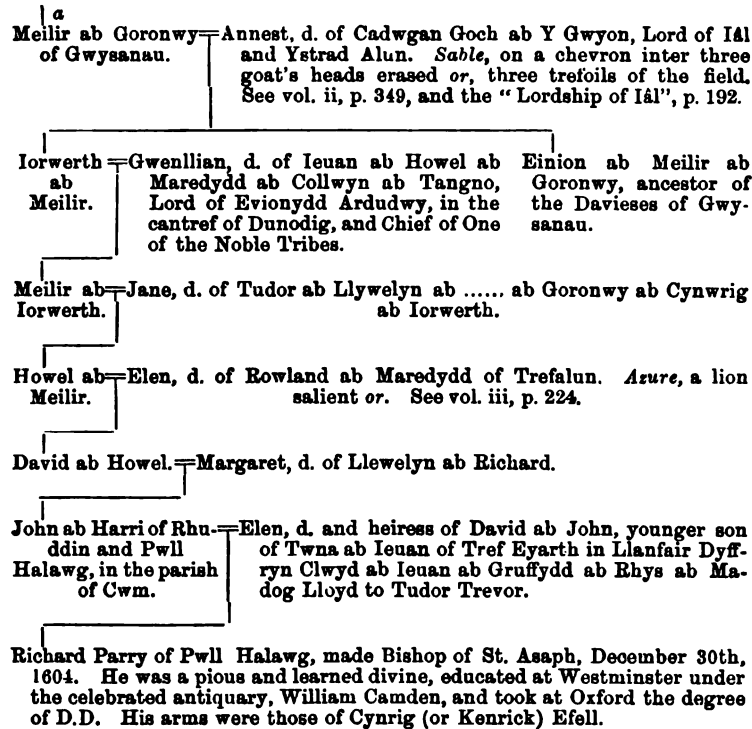 a
Meilir ab Goronwy Annest, d. of Cadwgan Goch ab Y Gwyon, Lord of Iâl
of Gwysanau. and Ystrad Alun. Sable, on a chevron inter three
goat's heads erased or, three trefoils of the field.
See vol. ii, p. 349, and the "Lordship of Iâl", p. 192.
Iorwerth Gwenllian, d. of Ieuan ab Howel ab Einion ab Meilir ab
ab Maredydd ab Collwyn ab Tangno, Goronwy, ancestor of
Meilir. Lord of Evionydd Ardudwy, in the the Davieses of Gwy-
cantref of Dunodig, and Chief of One sanau.
of the Noble Tribes.
Meilir ab Jane, d. of Tudor ab Llywelyn ab ...... ab Goronwy ab Cynwrig
Iorwerth. ab Iorwerth.
Howel ab Elen, d. of Rowland ab Maredydd of Trefalun. Azure, a lion
Meilir. salient or. See vol. iii, p. 224.
David ab Howel. Margaret, d. of Llewelyn ab Richard.
John ab Harri of Rhu- Elen, d. and heiress of David ab John, younger son
ddin and Pwll of Twna ab Ieuan of Tref Eyarth in Llanfair Dyff-
Halawg, in the parish ryn Clwyd ab Ieuan ab Gruffydd ab Rhys ab Ma-
of Cwm. dog Lloyd to Tudor Trevor.
Richard Parry of Pwll Halawg, made Bishop of St. Asaph, December 30th,
1604. He was a pious and learned divine, educated at Westminster under
the celebrated antiquary, William Camden, and took at Oxford the degree
of D.D. His arms were those of Cynrig (or Kenrick) Efell.